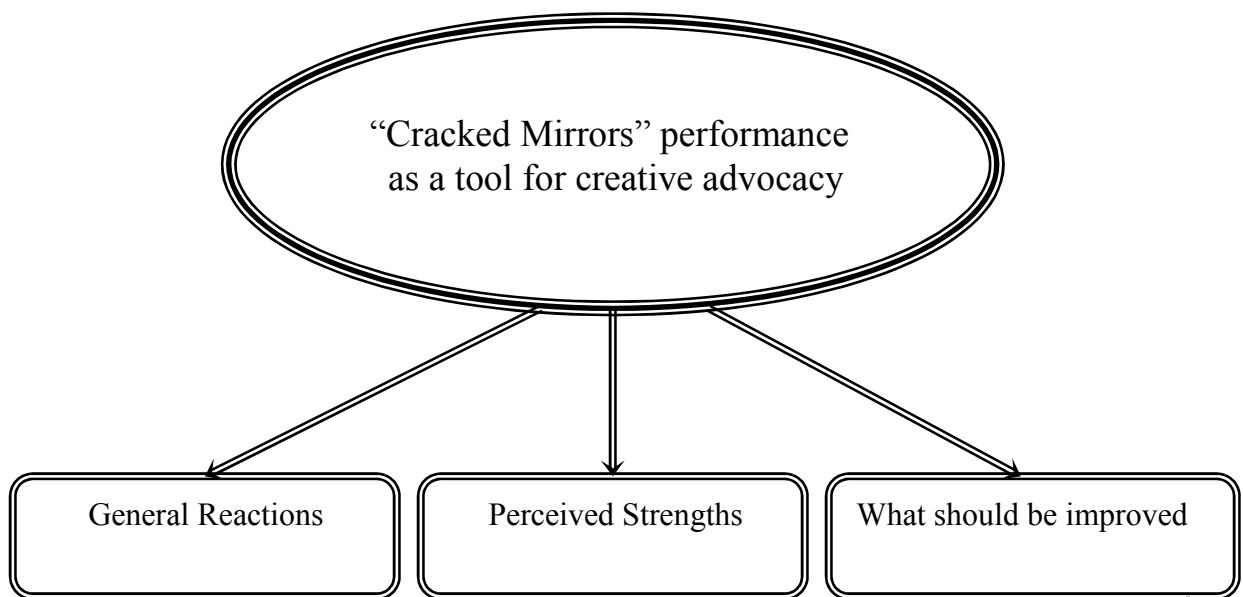 “Cracked Mirrors” performance
as a tool for creative advocacy
General Reactions
Perceived Strengths
What should be improved